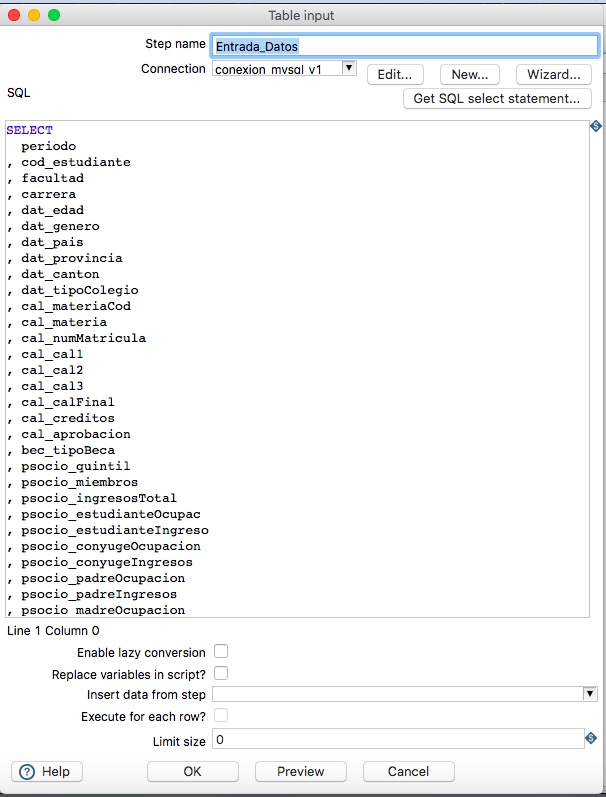 Table input
Step name Entrada_Datos
Connection conexion_mysql_v1 Edit... New... Wizard...
SQL Get SQL select statement...
SELECT
periodo
, cod_estudiante
, facultad
, carrera
, dat_edad
, dat_genero
, dat_pais
, dat_provincia
, dat_canton
, dat_tipoColegio
, cal_materiaCod
, cal_materia
, cal_numMatricula
, cal_cal1
, cal_cal2
, cal_cal3
, cal_calFinal
, cal_creditos
, cal_aprobacion
, bec_tipoBeca
, psocio_quintil
, psocio_miembros
, psocio_ingresosTotal
, psocio_estudianteOcupac
, psocio_estudianteIngreso
, psocio_conyugeOcupacion
, psocio_conyugeIngresos
, psocio_padreOcupacion
, psocio_padreIngresos
, psocio_madreOcupacion
Line 1 Column 0
Enable lazy conversion
Replace variables in script?
Insert data from step
Execute for each row?
Limit size 0
? Help OK Preview Cancel